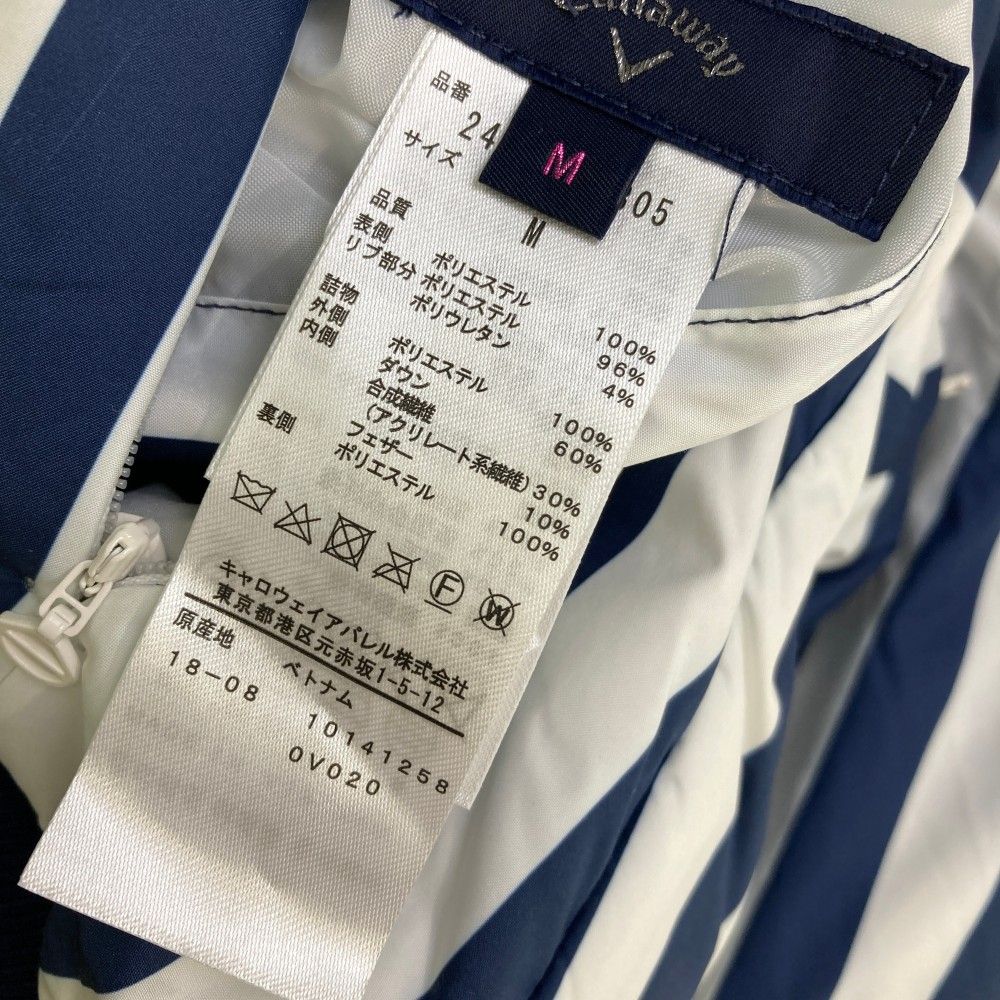 Callaway
M
品番
24
805
サイズ
M
品質
表側 ポリエステル 100%
リブ部分 ポリエステル 96%
ポリウレタン 4%
詰物
外側 ポリエステル 100%
内側 ダウン 60%
合成繊維
(アクリレート系繊維) 30%
フェザー 10%
裏側 ポリエステル 100%
F
W
キャロウェイアパレル株式会社
東京都港区元赤坂1-5-12
原産地 ベトナム
18-08 10141258
0V020